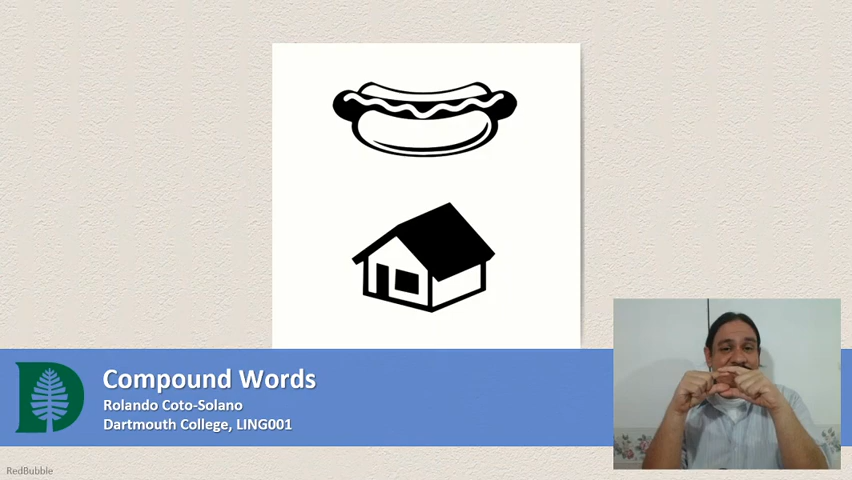 Compound Words
Rolando Coto-Solano
Dartmouth College, LING001
RedBubble